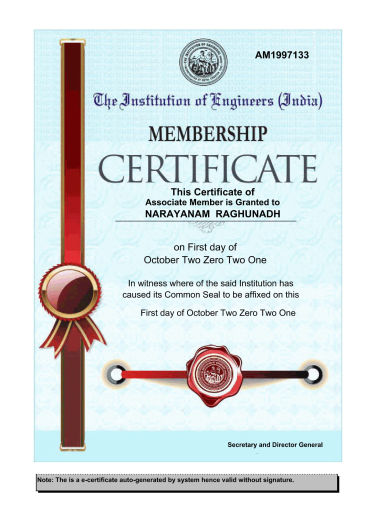 AM1997133
The Institution of Engineers (India)
MEMBERSHIP
CERTIFICATE
This Certificate of
Associate Member is Granted to
NARAYANAM RAGHUNADH
on First day of
October Two Zero Two One
In witness where of the said Institution has
caused its Common Seal to be affixed on this
First day of October Two Zero Two One
Secretary and Director General
Note: The is a e-certificate auto-generated by system hence valid without signature.